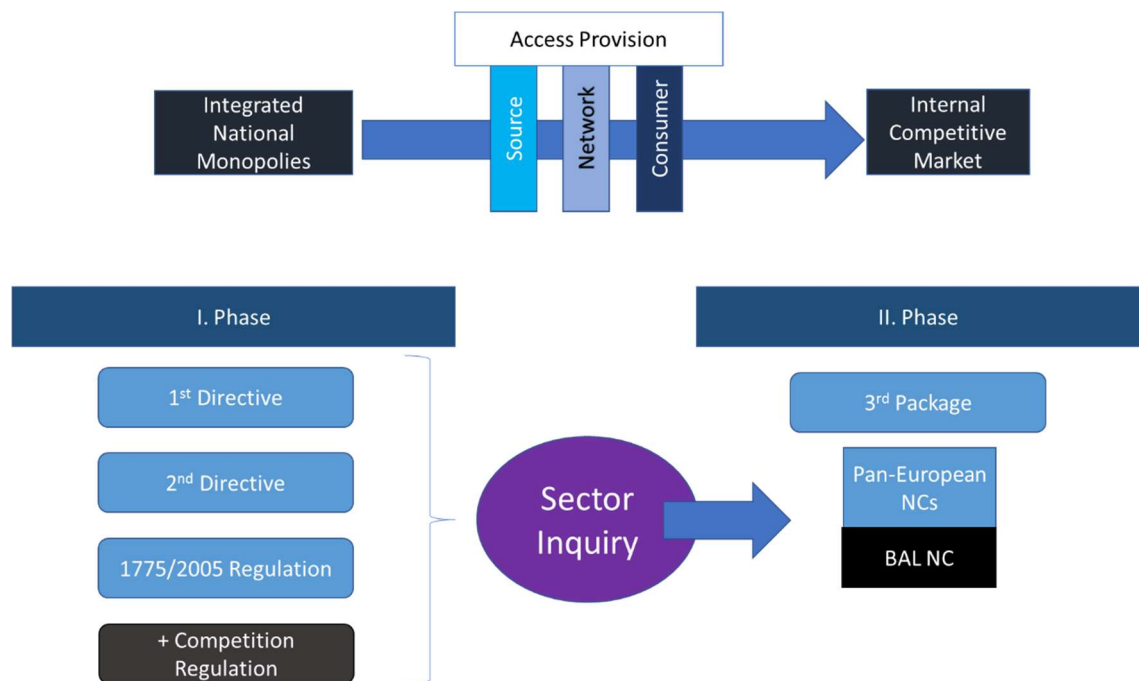 Access Provision
Integrated
National
Monopolies
Source
Network
Consumer
Internal
Competitive
Market
I. Phase
II. Phase
1st Directive
2nd Directive
1775/2005 Regulation
+ Competition
Regulation
Sector
Inquiry
3rd Package
Pan-European
NCs
BAL NC